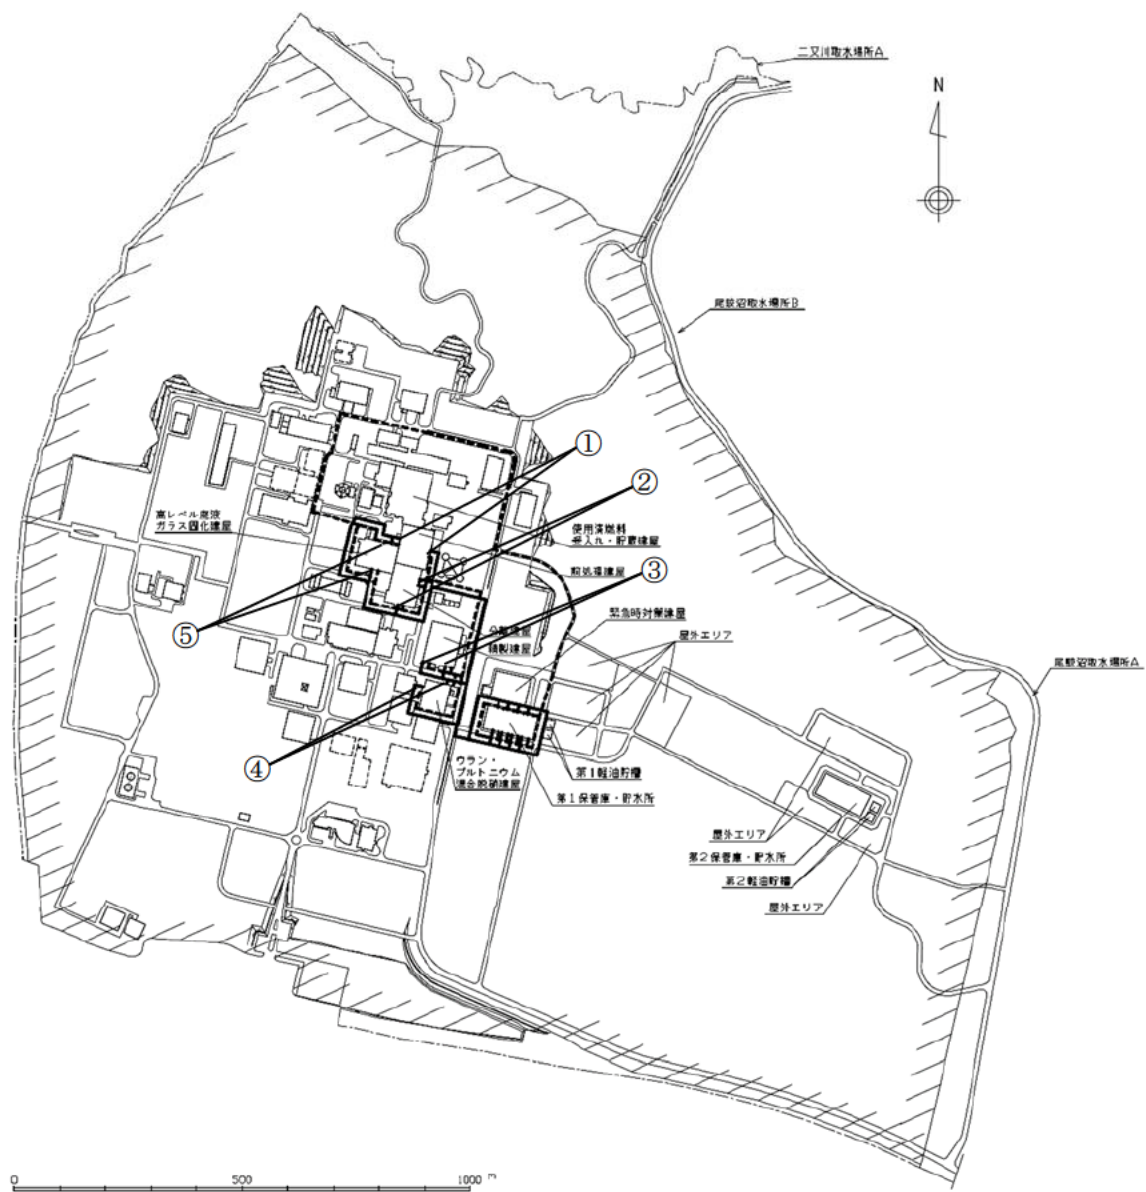 二又川取水場所A
N
尾駮沼取水場所B
①
②
高レベル廃液
ガラス固化建屋
使用済燃料
受入れ・貯蔵建屋
前処理建屋
③
緊急時対策建屋
⑤
分離建屋
精製建屋
屋外エリア
尾駮沼取水場所A
④
ウラン・
プルトニウム
混合脱硝建屋
第1軽油貯槽
第1保管庫・貯水所
屋外エリア
第2保管庫・貯水所
第2軽油貯槽
屋外エリア
0
500
1000 m